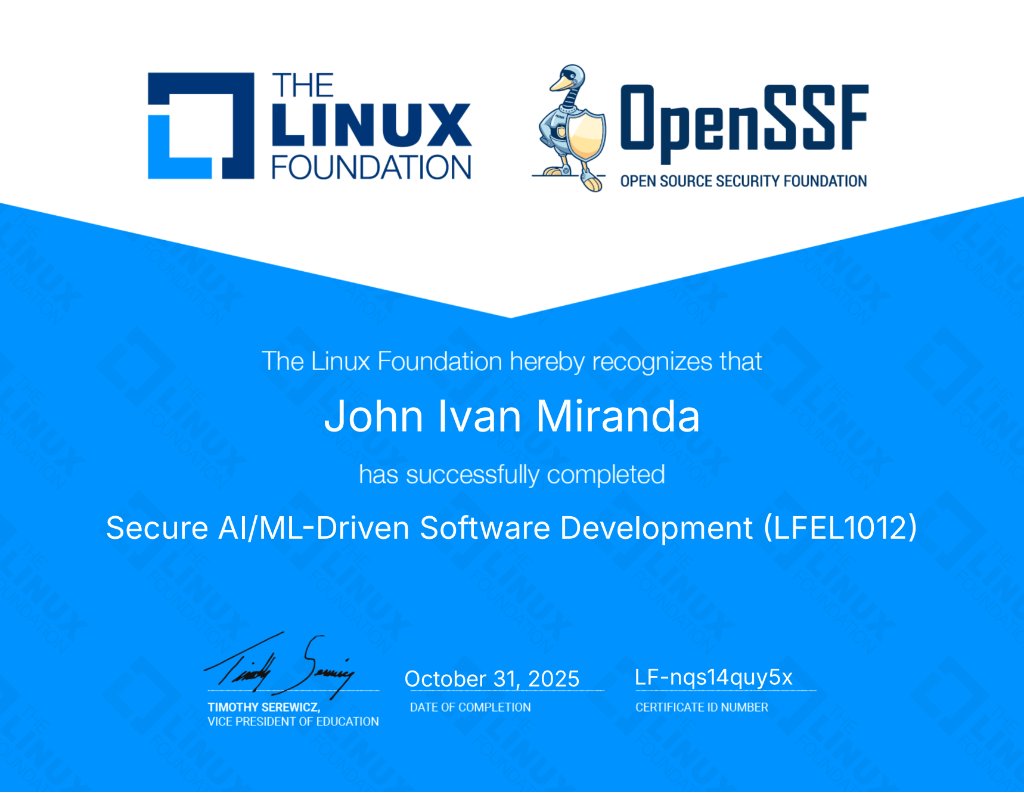 THE
LINUX
FOUNDATION
OpenSSF
OPEN SOURCE SECURITY FOUNDATION
The Linux Foundation hereby recognizes that
John Ivan Miranda
has successfully completed
Secure AI/ML-Driven Software Development (LFEL1012)
Timothy Serewicz
TIMOTHY SEREWICZ,
VICE PRESIDENT OF EDUCATION
October 31, 2025
DATE OF COMPLETION
LF-nqs14quy5x
CERTIFICATE ID NUMBER